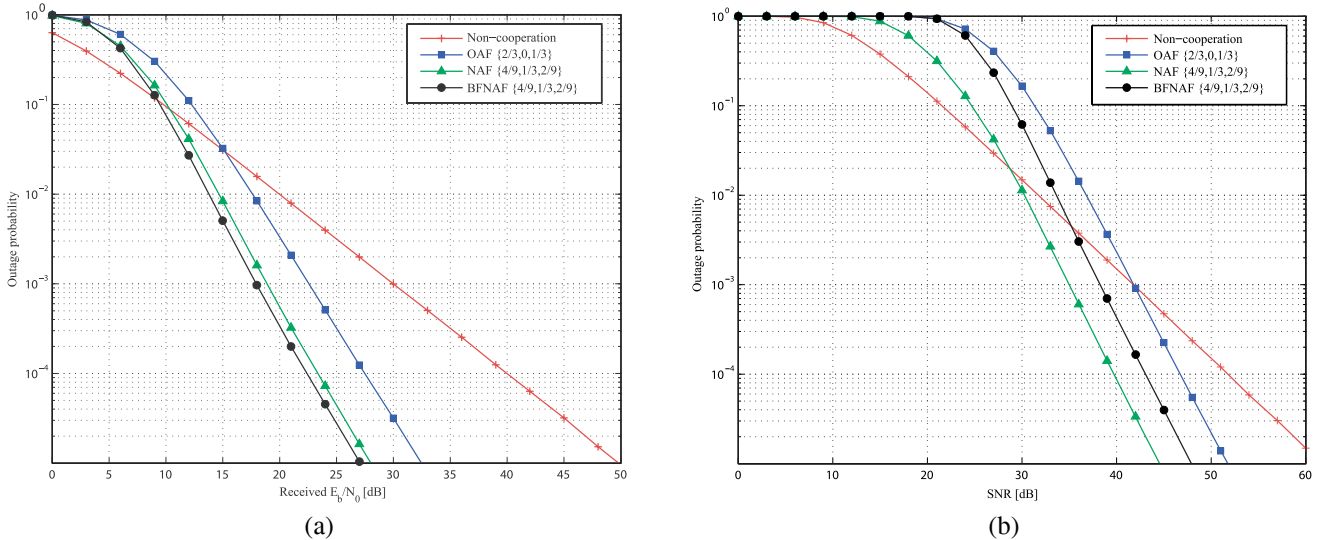 10^0
10^-1
10^-2
10^-3
10^-4
Outage probability
0 5 10 15 20 25 30 35 40 45 50
Received E_b/N_0 [dB]
Non−cooperation
OAF {2/3,0,1/3}
NAF {4/9,1/3,2/9}
BFNAF {4/9,1/3,2/9}
(a)
10^0
10^-1
10^-2
10^-3
10^-4
Outage probability
0 10 20 30 40 50 60
SNR [dB]
Non−cooperation
OAF {2/3,0,1/3}
NAF {4/9,1/3,2/9}
BFNAF {4/9,1/3,2/9}
(b)